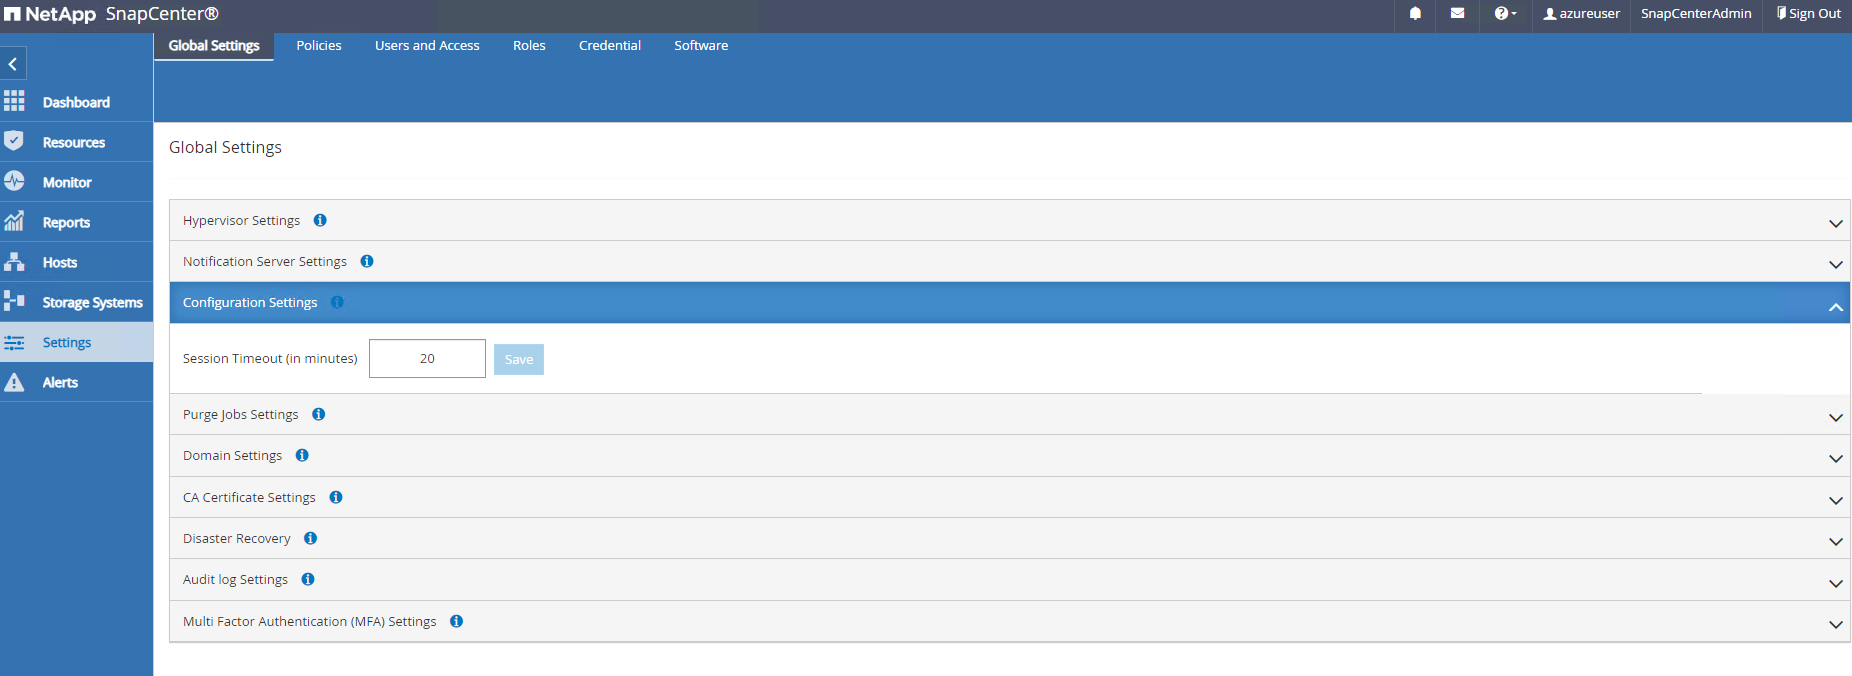 NetApp SnapCenter®
azureuser SnapCenterAdmin Sign Out
Global Settings Policies Users and Access Roles Credential Software
Dashboard
Resources
Monitor
Reports
Hosts
Storage Systems
Settings
Alerts
Global Settings
Hypervisor Settings
Notification Server Settings
Configuration Settings
Session Timeout (in minutes) 20 Save
Purge Jobs Settings
Domain Settings
CA Certificate Settings
Disaster Recovery
Audit log Settings
Multi Factor Authentication (MFA) Settings